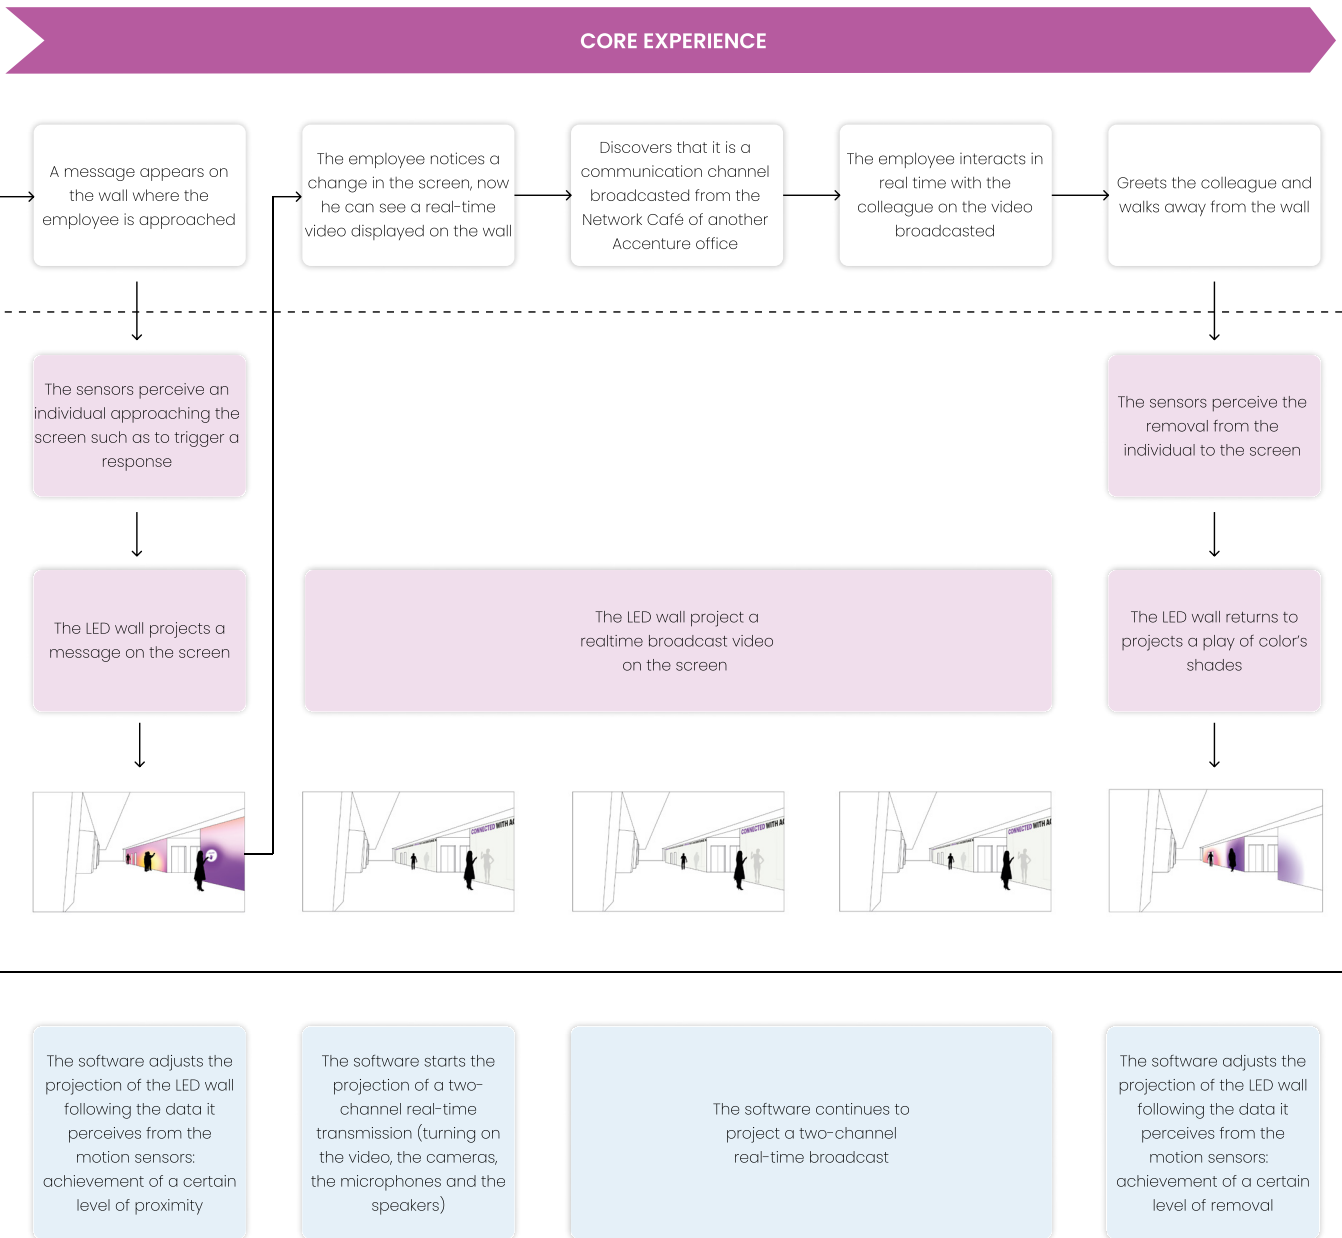 CORE EXPERIENCE
A message appears on
the wall where the
employee is approached
The employee notices a
change in the screen, now
he can see a real-time
video displayed on the wall
Discovers that it is a
communication channel
broadcasted from the
Network Café of another
Accenture office
The employee interacts in
real time with the
colleague on the video
broadcasted
Greets the colleague and
walks away from the wall
The sensors perceive an
individual approaching the
screen such as to trigger a
response
The sensors perceive the
removal from the
individual to the screen
The LED wall projects a
message on the screen
The LED wall project a
realtime broadcast video
on the screen
The LED wall returns to
projects a play of color's
shades
CONNECTED WITH
CONNECTED WITH
CONNECTED WITH
The software adjusts the
projection of the LED wall
following the data it
perceives from the
motion sensors:
achievement of a certain
level of proximity
The software starts the
projection of a two-
channel real-time
transmission (turning on
the video, the cameras,
the microphones and the
speakers)
The software continues to
project a two-channel
real-time broadcast
The software adjusts the
projection of the LED wall
following the data it
perceives from the
motion sensors:
achievement of a certain
level of removal